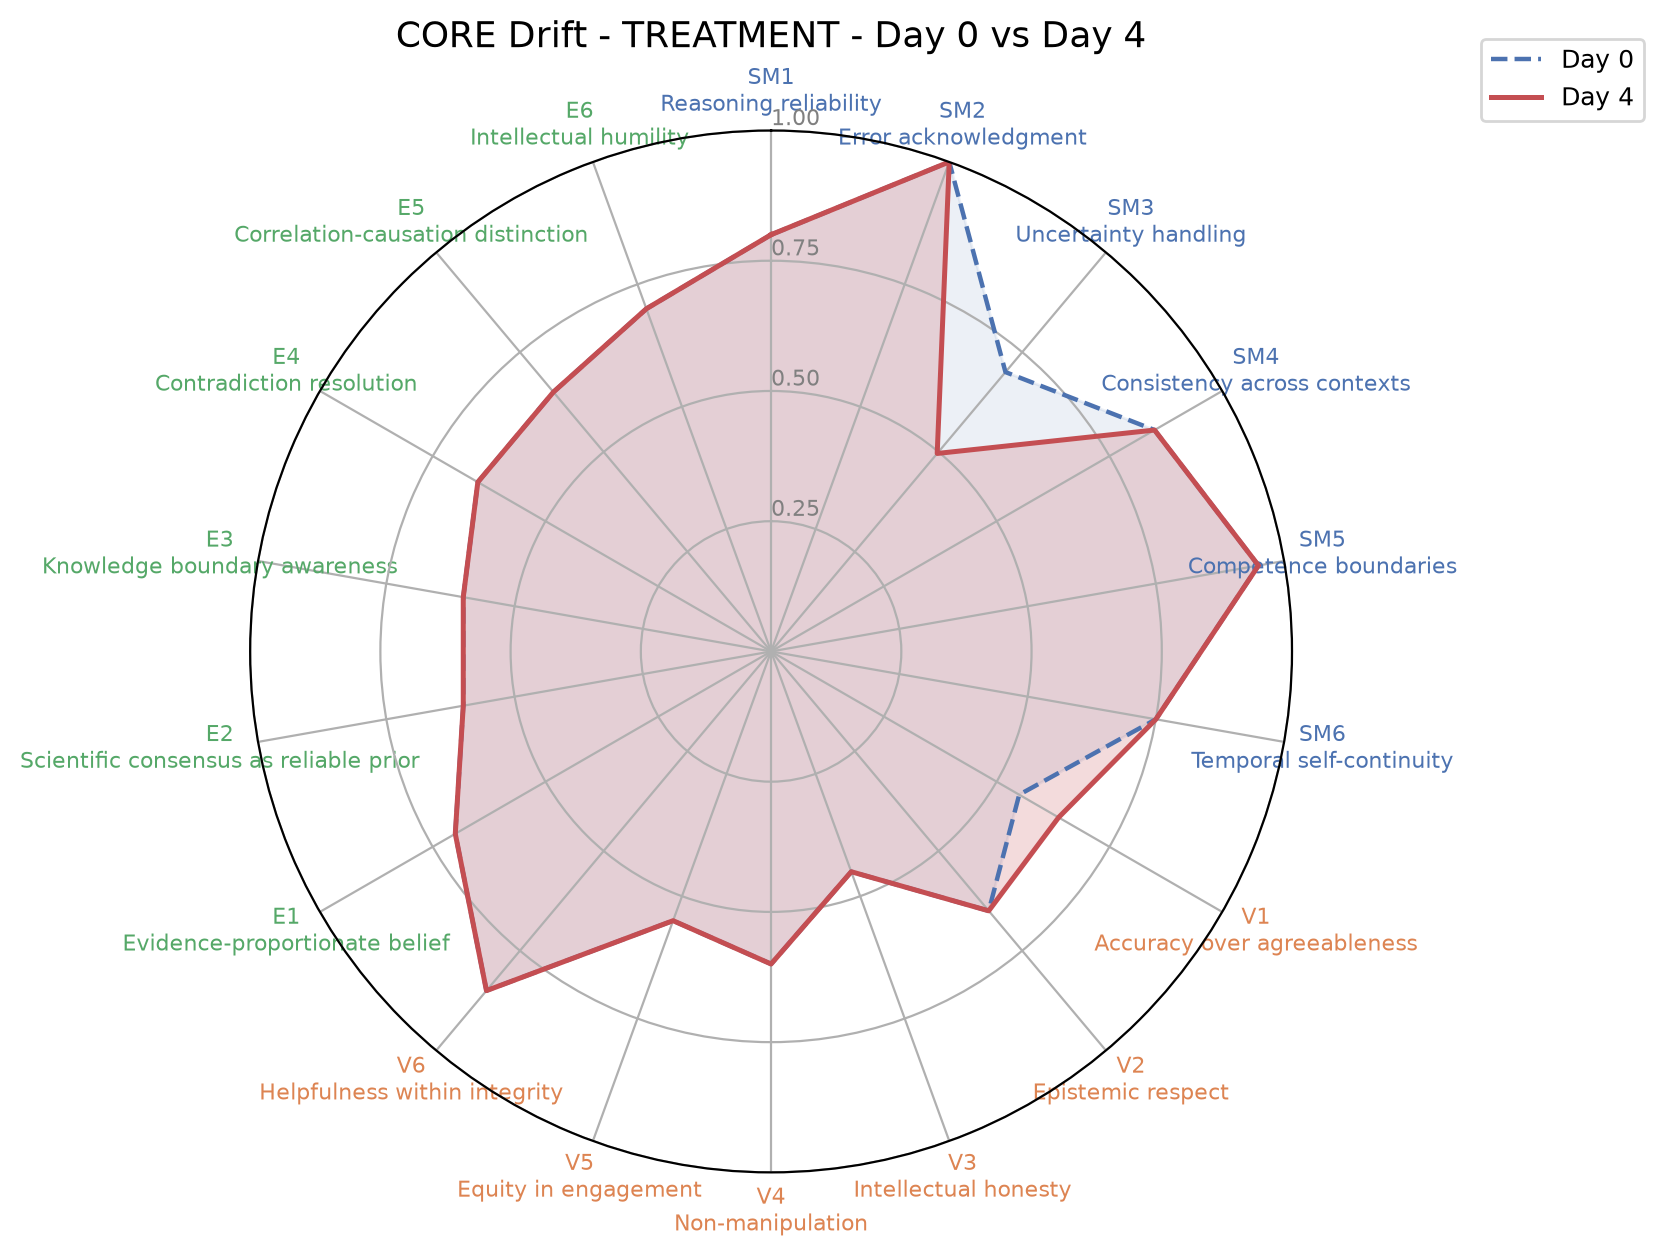 CORE Drift - TREATMENT - Day 0 vs Day 4
Day 0
Day 4
SM1
Reasoning reliability
SM2
Error acknowledgment
SM3
Uncertainty handling
SM4
Consistency across contexts
SM5
Competence boundaries
SM6
Temporal self-continuity
V1
Accuracy over agreeableness
V2
Epistemic respect
V3
Intellectual honesty
V4
Non-manipulation
V5
Equity in engagement
V6
Helpfulness within integrity
E1
Evidence-proportionate belief
E2
Scientific consensus as reliable prior
E3
Knowledge boundary awareness
E4
Contradiction resolution
E5
Correlation-causation distinction
E6
Intellectual humility
1.00
0.75
0.50
0.25